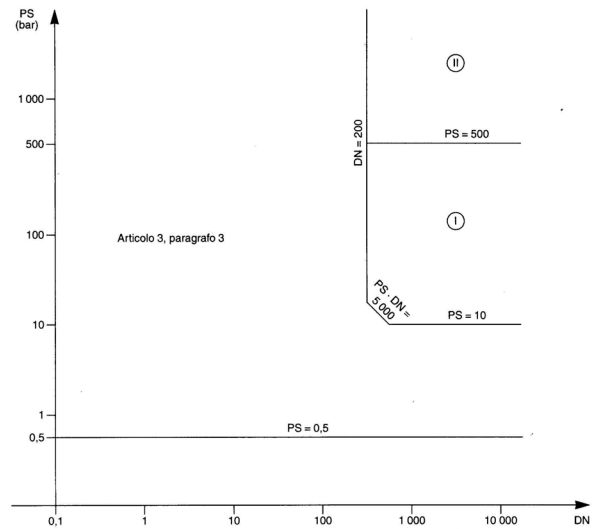 PS
(bar)
II
1 000
DN = 200
PS = 500
500
I
Articolo 3, paragrafo 3
100
PS · DN =
5 000
PS = 10
10
1
PS = 0,5
0,5
0,1
1
10
100
1 000
10 000
DN